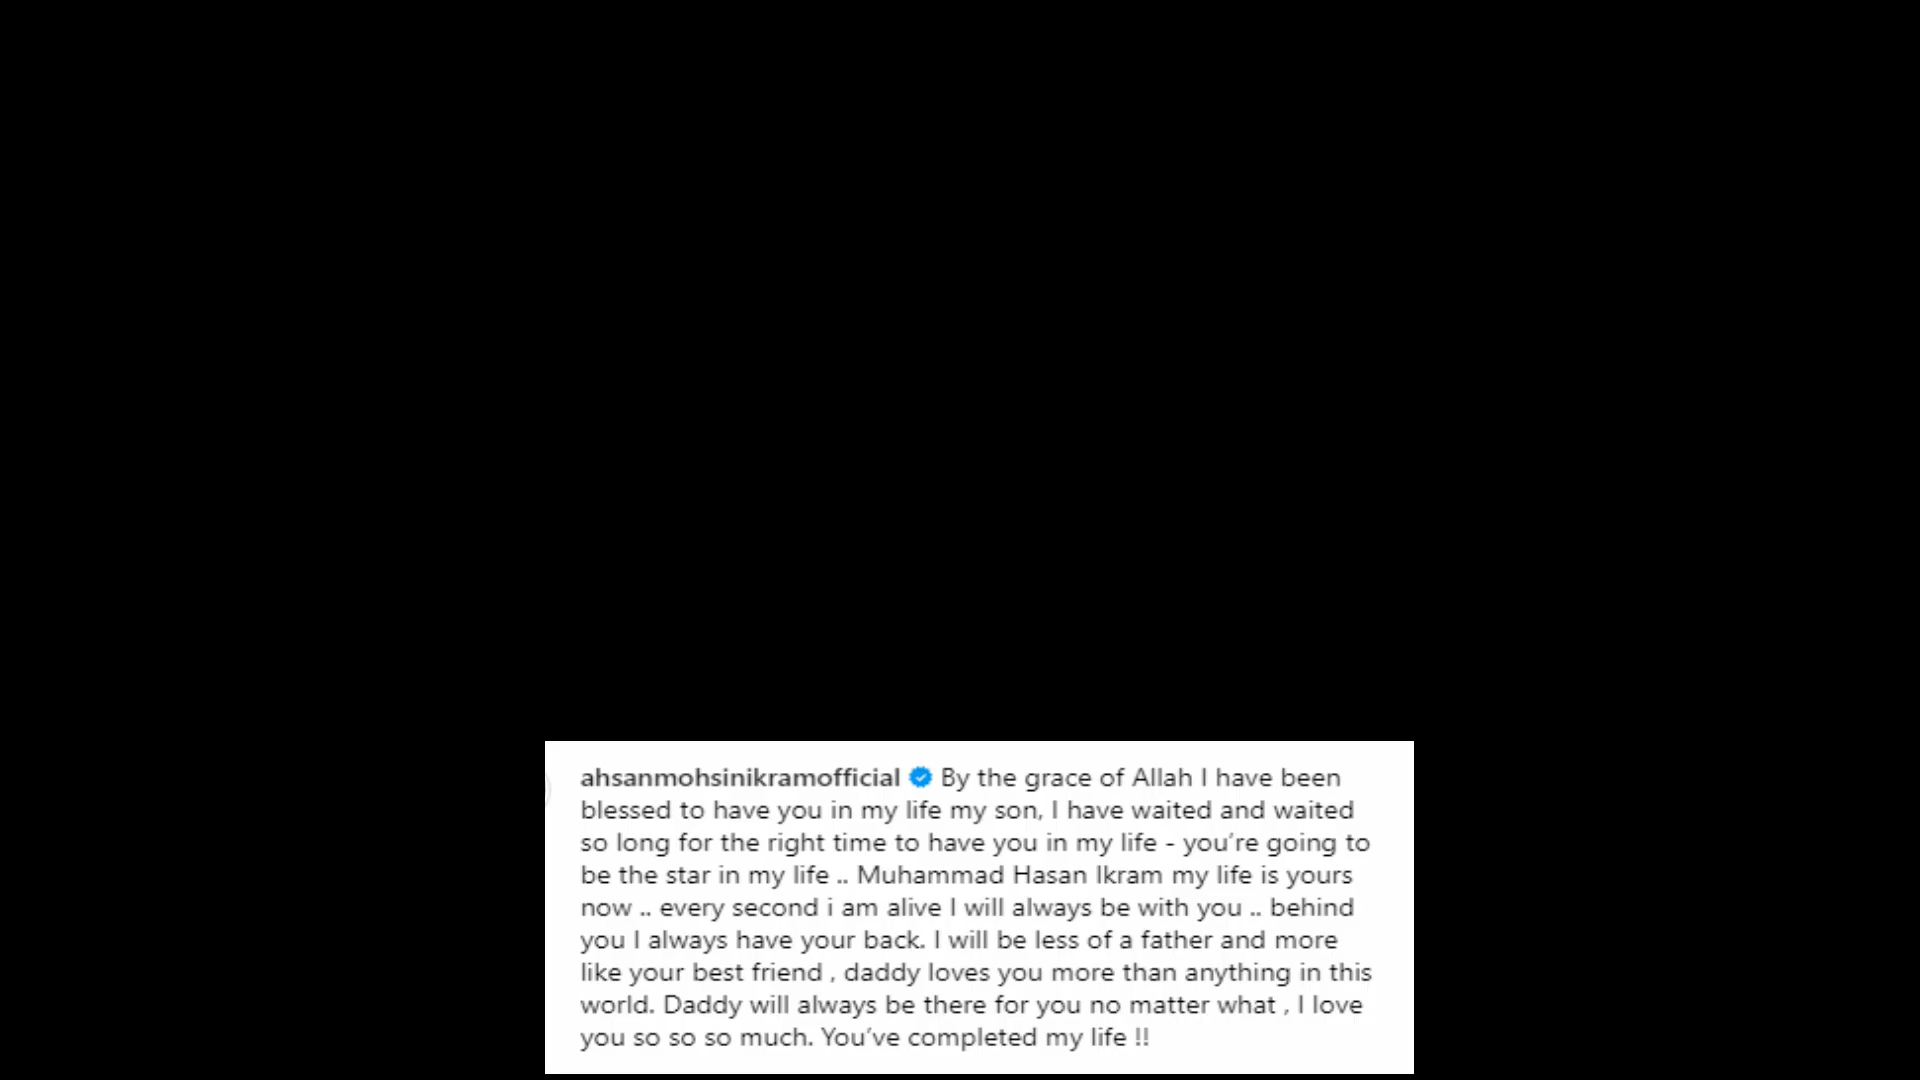 ahsanmohsinikramofficial By the grace of Allah I have been
blessed to have you in my life my son, I have waited and waited
so long for the right time to have you in my life - you’re going to
be the star in my life .. Muhammad Hasan Ikram my life is yours
now .. every second i am alive I will always be with you .. behind
you I always have your back. I will be less of a father and more
like your best friend , daddy loves you more than anything in this
world. Daddy will always be there for you no matter what , I love
you so so so much. You’ve completed my life !!